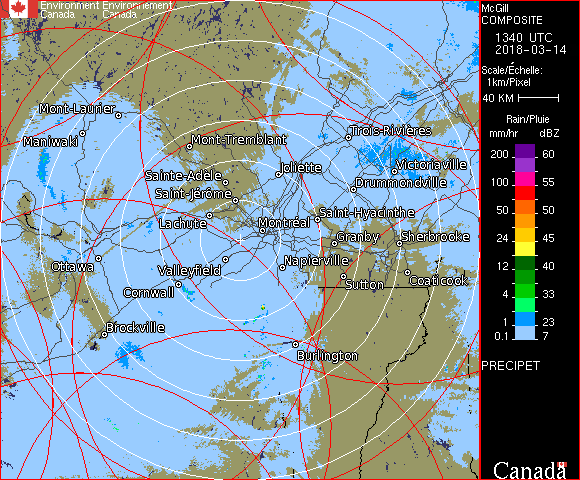 Environment Environnement
Canada Canada
McGill
COMPOSITE
1340 UTC
2018-03-14
Scale/Échelle:
1km/Pixel
40 KM
Rain/Pluie
mm/hr dBZ
200 60
100 55
50 50
24 45
12 40
4 33
1 23
0.1 7
PRECIPET
Canada
Mont-Laurier
Maniwaki
Mont-Tremblant
Trois-Rivières
Sainte-Adèle
Joliette
Victoriaville
Saint-Jérôme
Drummondville
Lachute
Montréal
Saint-Hyacinthe
Granby
Sherbrooke
Ottawa
Valleyfield
Napierville
Cornwall
Sutton
Coaticook
Brockville
Burlington